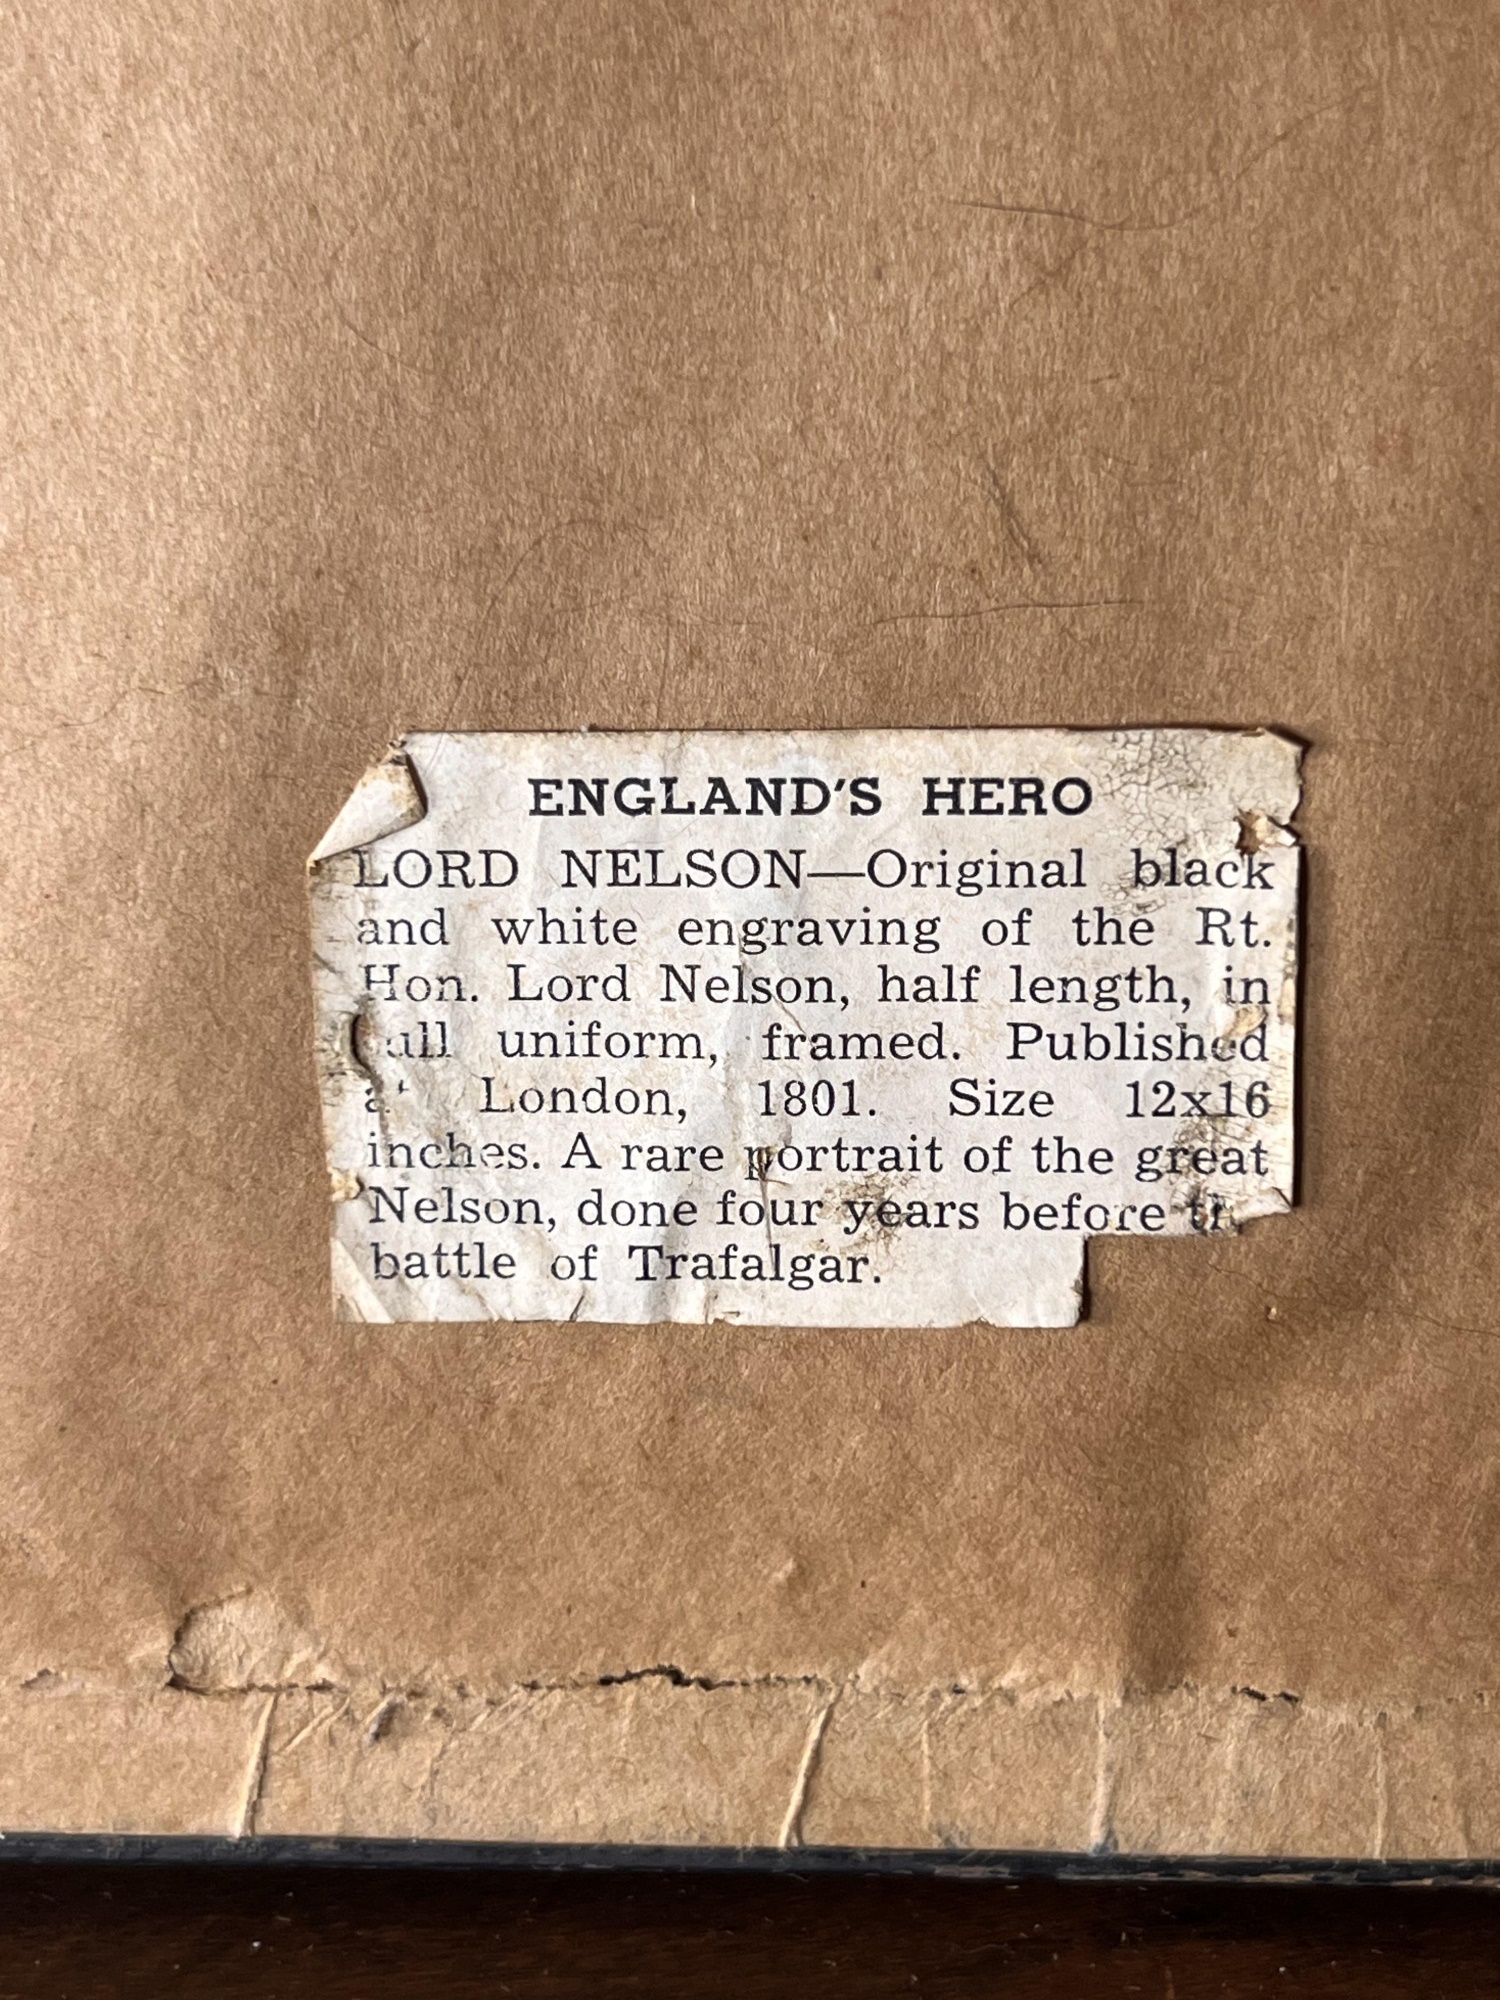 ENGLAND'S HERO
LORD NELSON—Original black
and white engraving of the Rt.
Hon. Lord Nelson, half length, in
uniform, framed. Published
London, 1801. Size 12x16
inches. A rare portrait of the great
Nelson, done four years before
battle of Trafalgar.